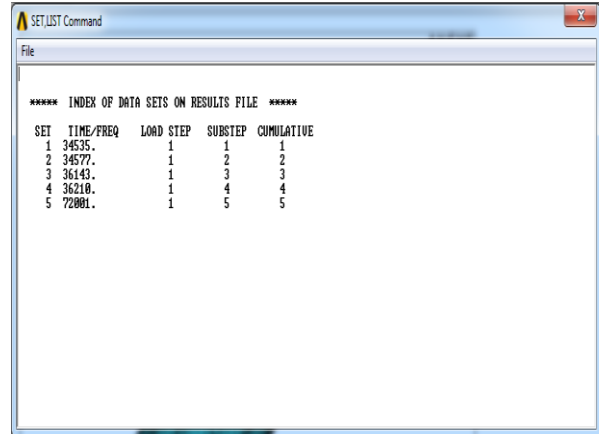 SET,LIST Command
X
File
***** INDEX OF DATA SETS ON RESULTS FILE *****
SET TIME/FREQ LOAD STEP SUBSTEP CUMULATIVE
1 34535. 1 1 1
2 34577. 1 2 2
3 36143. 1 3 3
4 36210. 1 4 4
5 72001. 1 5 5